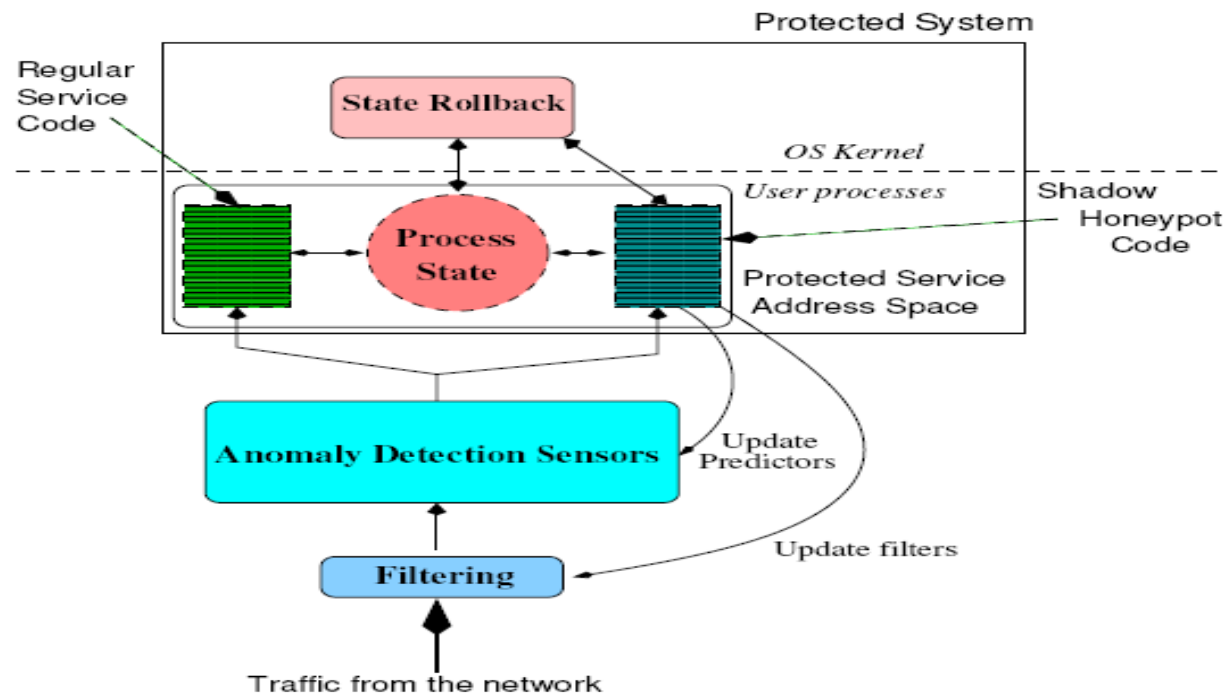 Protected System
Regular
Service
Code
State Rollback
OS Kernel
User processes
Shadow
Honeypot
Code
Process
State
Protected Service
Address Space
Anomaly Detection Sensors
Update
Predictors
Update filters
Filtering
Traffic from the network